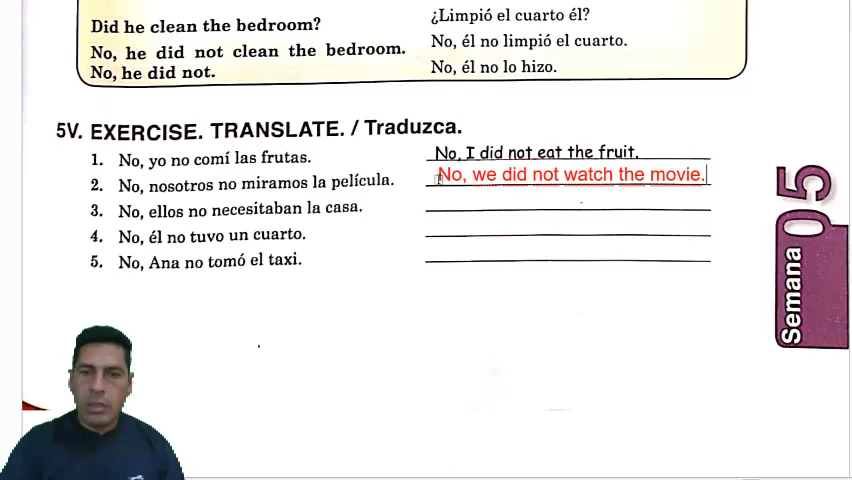 Did he clean the bedroom?
¿Limpió el cuarto él?
No, he did not clean the bedroom.
No, él no limpió el cuarto.
No, he did not.
No, él no lo hizo.
5V. EXERCISE. TRANSLATE. / Traduzca.
1. No, yo no comí las frutas.
No, I did not eat the fruit.
2. No, nosotros no miramos la película.
No, we did not watch the movie.
3. No, ellos no necesitaban la casa.
4. No, él no tuvo un cuarto.
5. No, Ana no tomó el taxi.
Semana 05